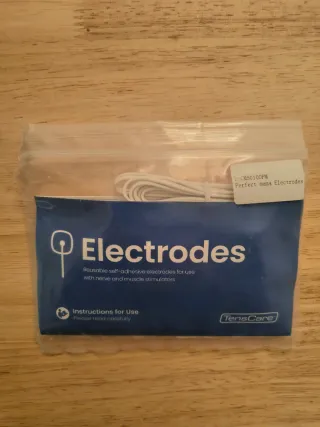 Perfect mama Electrodes
Electrodes
Reusable self-adhesive electrodes for use
with nerve and muscle stimulators
Instructions for Use
Please read carefully
TensCare